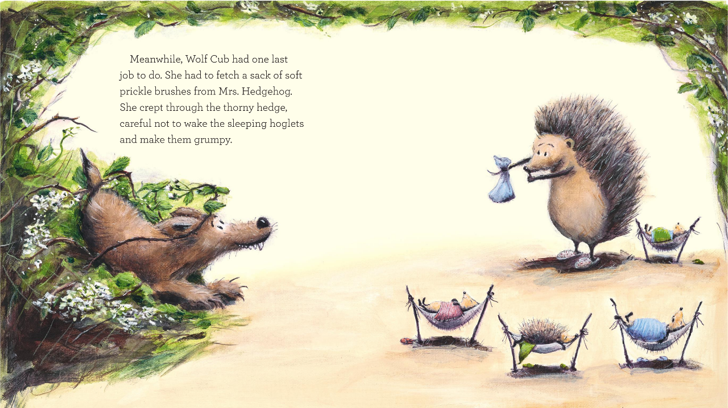 Meanwhile, Wolf Cub had one last
job to do. She had to fetch a sack of soft
prickle brushes from Mrs. Hedgehog.
She crept through the thorny hedge,
careful not to wake the sleeping hoglets
and make them grumpy.